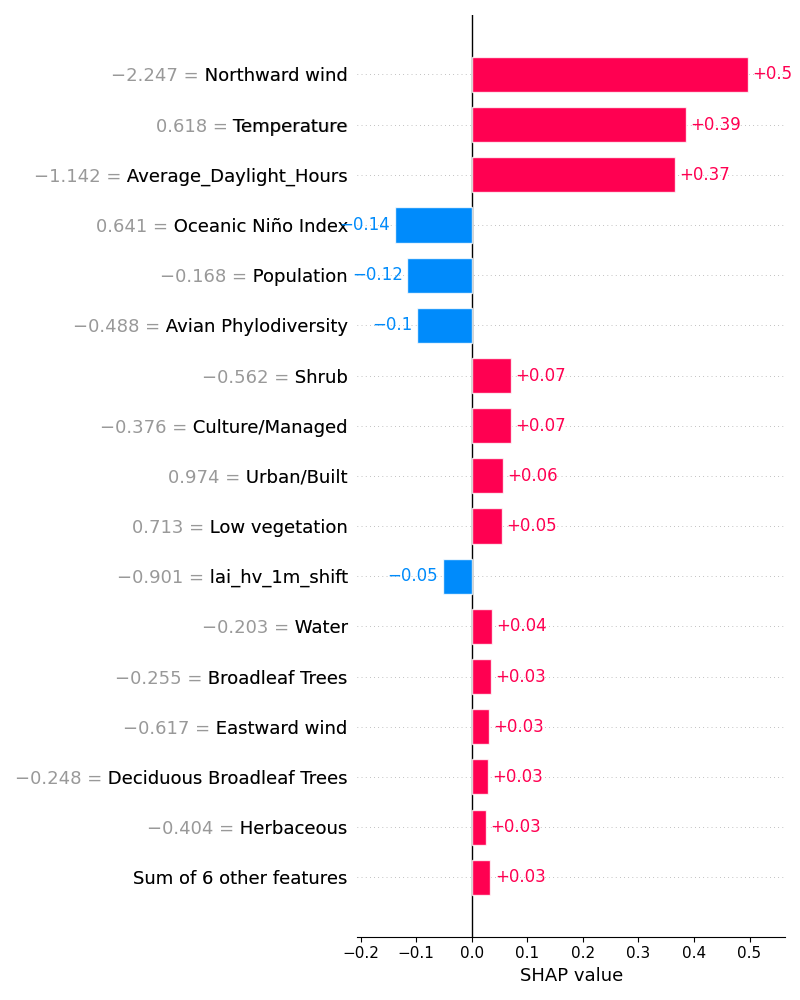 −2.247 = Northward wind +0.5
0.618 = Temperature +0.39
−1.142 = Average_Daylight_Hours +0.37
0.641 = Oceanic Niño Index −0.14
−0.168 = Population −0.12
−0.488 = Avian Phylodiversity −0.1
−0.562 = Shrub +0.07
−0.376 = Culture/Managed +0.07
0.974 = Urban/Built +0.06
0.713 = Low vegetation +0.05
−0.901 = lai_hv_1m_shift −0.05
−0.203 = Water +0.04
−0.255 = Broadleaf Trees +0.03
−0.617 = Eastward wind +0.03
−0.248 = Deciduous Broadleaf Trees +0.03
−0.404 = Herbaceous +0.03
Sum of 6 other features +0.03
−0.2 −0.1 0.0 0.1 0.2 0.3 0.4 0.5
SHAP value